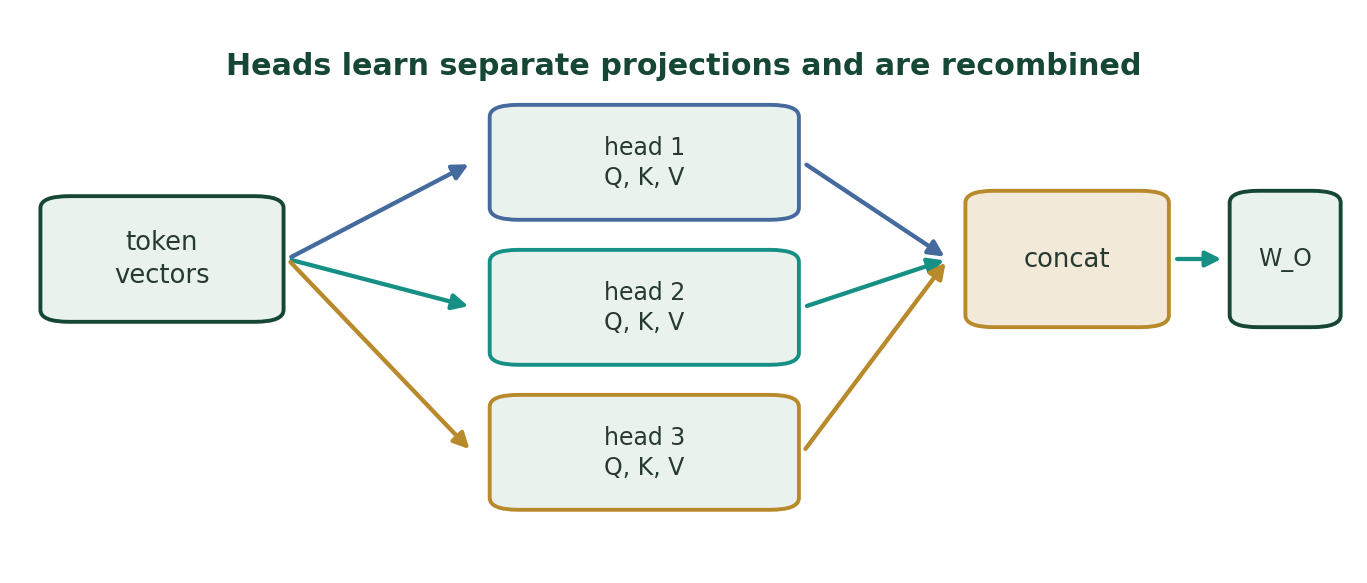 Heads learn separate projections and are recombined
token
vectors
head 1
Q, K, V
head 2
Q, K, V
head 3
Q, K, V
concat
W_O